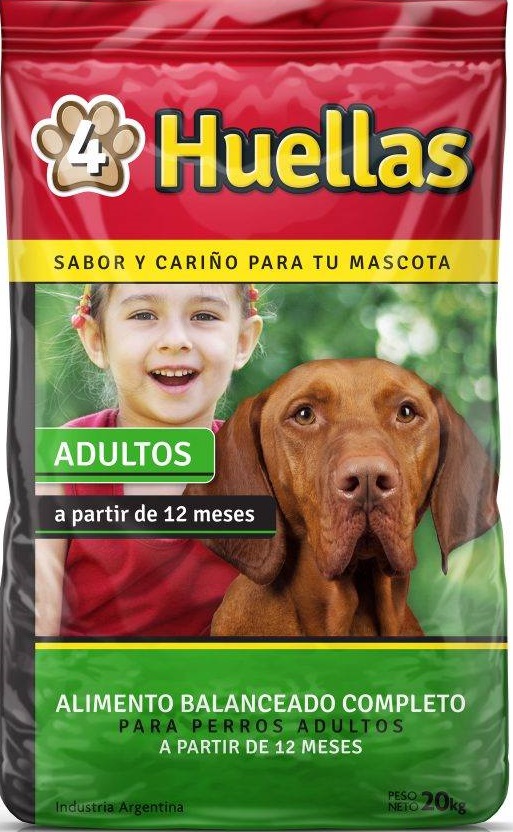 4 Huellas
SABOR Y CARIÑO PARA TU MASCOTA
ADULTOS
a partir de 12 meses
ALIMENTO BALANCEADO COMPLETO
PARA PERROS ADULTOS
A PARTIR DE 12 MESES
Industria Argentina
PESO NETO 20kg